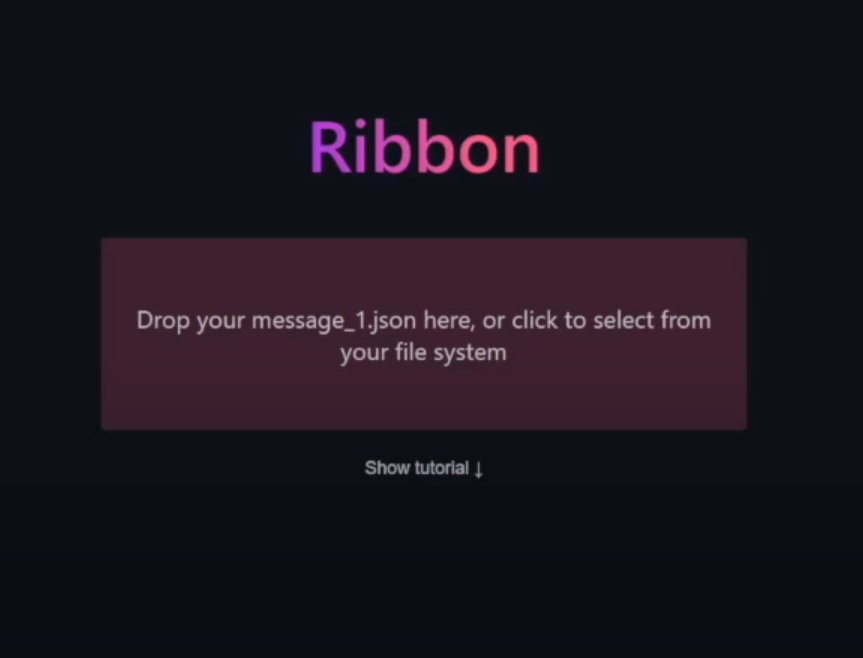 Ribbon
Drop your message_1.json here, or click to select from
your file system
Show tutorial ↓